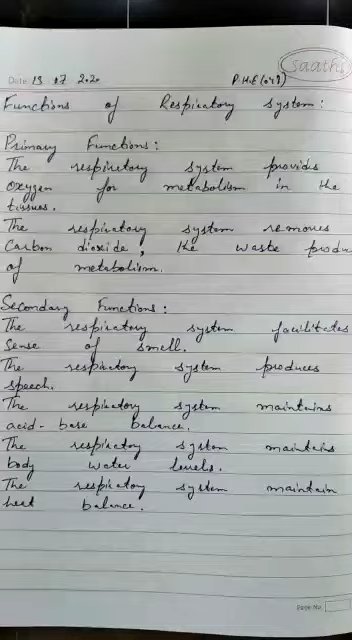 saathi
Date 13 07 2020 P.H.E (047)
Functions of Respiratory system:
Primary Functions:
The respiretory system provids
oxygen for metabolism in the
tissues.
The respiratory system removes
Carbon dioxide, the waste produ
of metabolism.
Secondary Functions:
The respiratory system facilitates
sense of smell.
The respiratory system produces
speech.
The respiratory system maintains
acid-base balance.
The respiratory system maintains
body water levels.
The respiratory system maintain
heat balance.
Page No.